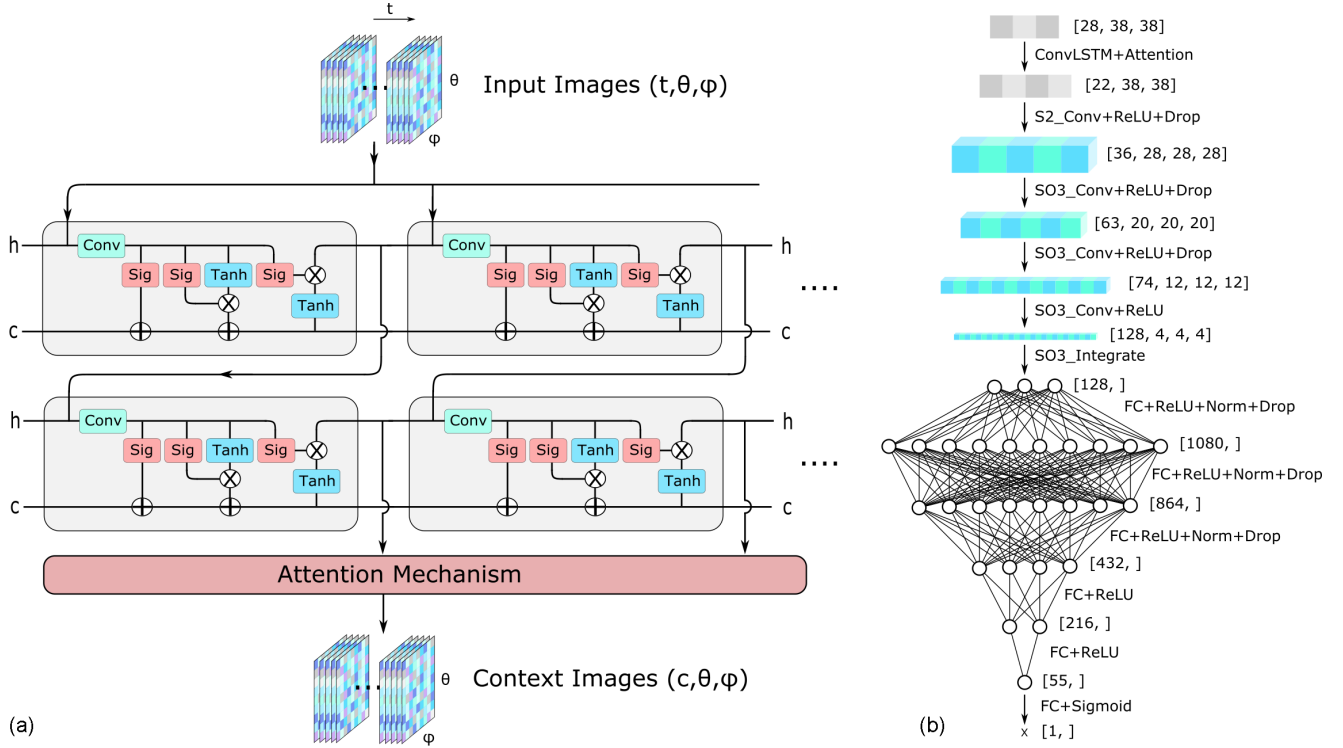 t
Input Images (t,θ,φ)
θ
φ
h
Conv
Sig
Sig
Tanh
Sig
Tanh
c
Conv
Sig
Sig
Tanh
Sig
Tanh
h
c
....
h
Conv
Sig
Sig
Tanh
Sig
Tanh
c
Conv
Sig
Sig
Tanh
Sig
Tanh
h
c
....
Attention Mechanism
Context Images (c,θ,φ)
θ
φ
(a)
[28, 38, 38]
ConvLSTM+Attention
[22, 38, 38]
S2_Conv+ReLU+Drop
[36, 28, 28, 28]
SO3_Conv+ReLU+Drop
[63, 20, 20, 20]
SO3_Conv+ReLU+Drop
[74, 12, 12, 12]
SO3_Conv+ReLU
[128, 4, 4, 4]
SO3_Integrate
[128, ]
FC+ReLU+Norm+Drop
[1080, ]
FC+ReLU+Norm+Drop
[864, ]
FC+ReLU+Norm+Drop
[432, ]
FC+ReLU
[216, ]
FC+ReLU
[55, ]
FC+Sigmoid
x [1, ]
(b)